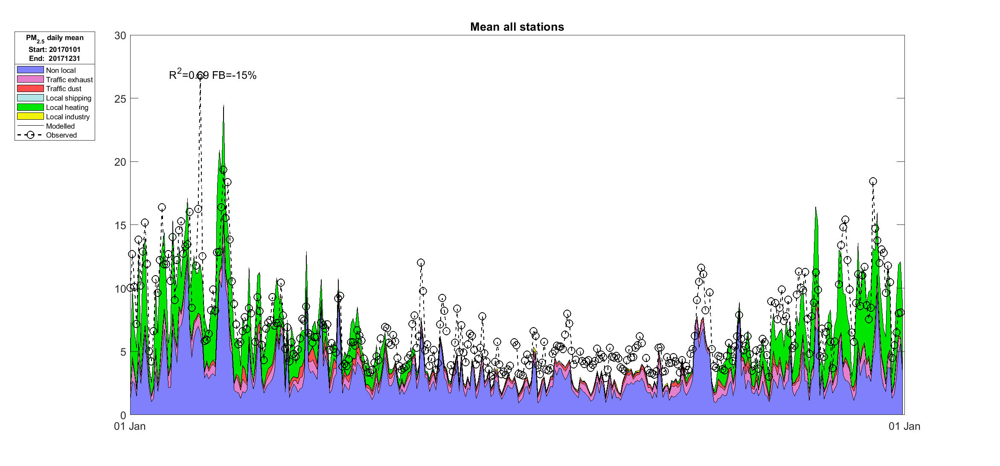 Mean all stations
PM2.5 daily mean
Start: 20170101
End: 20171231
Non local
Traffic exhaust
Traffic dust
Local shipping
Local heating
Local industry
Modelled
Observed
R2=0.69 FB=-15%
30
25
20
15
10
5
0
01 Jan
01 Jan